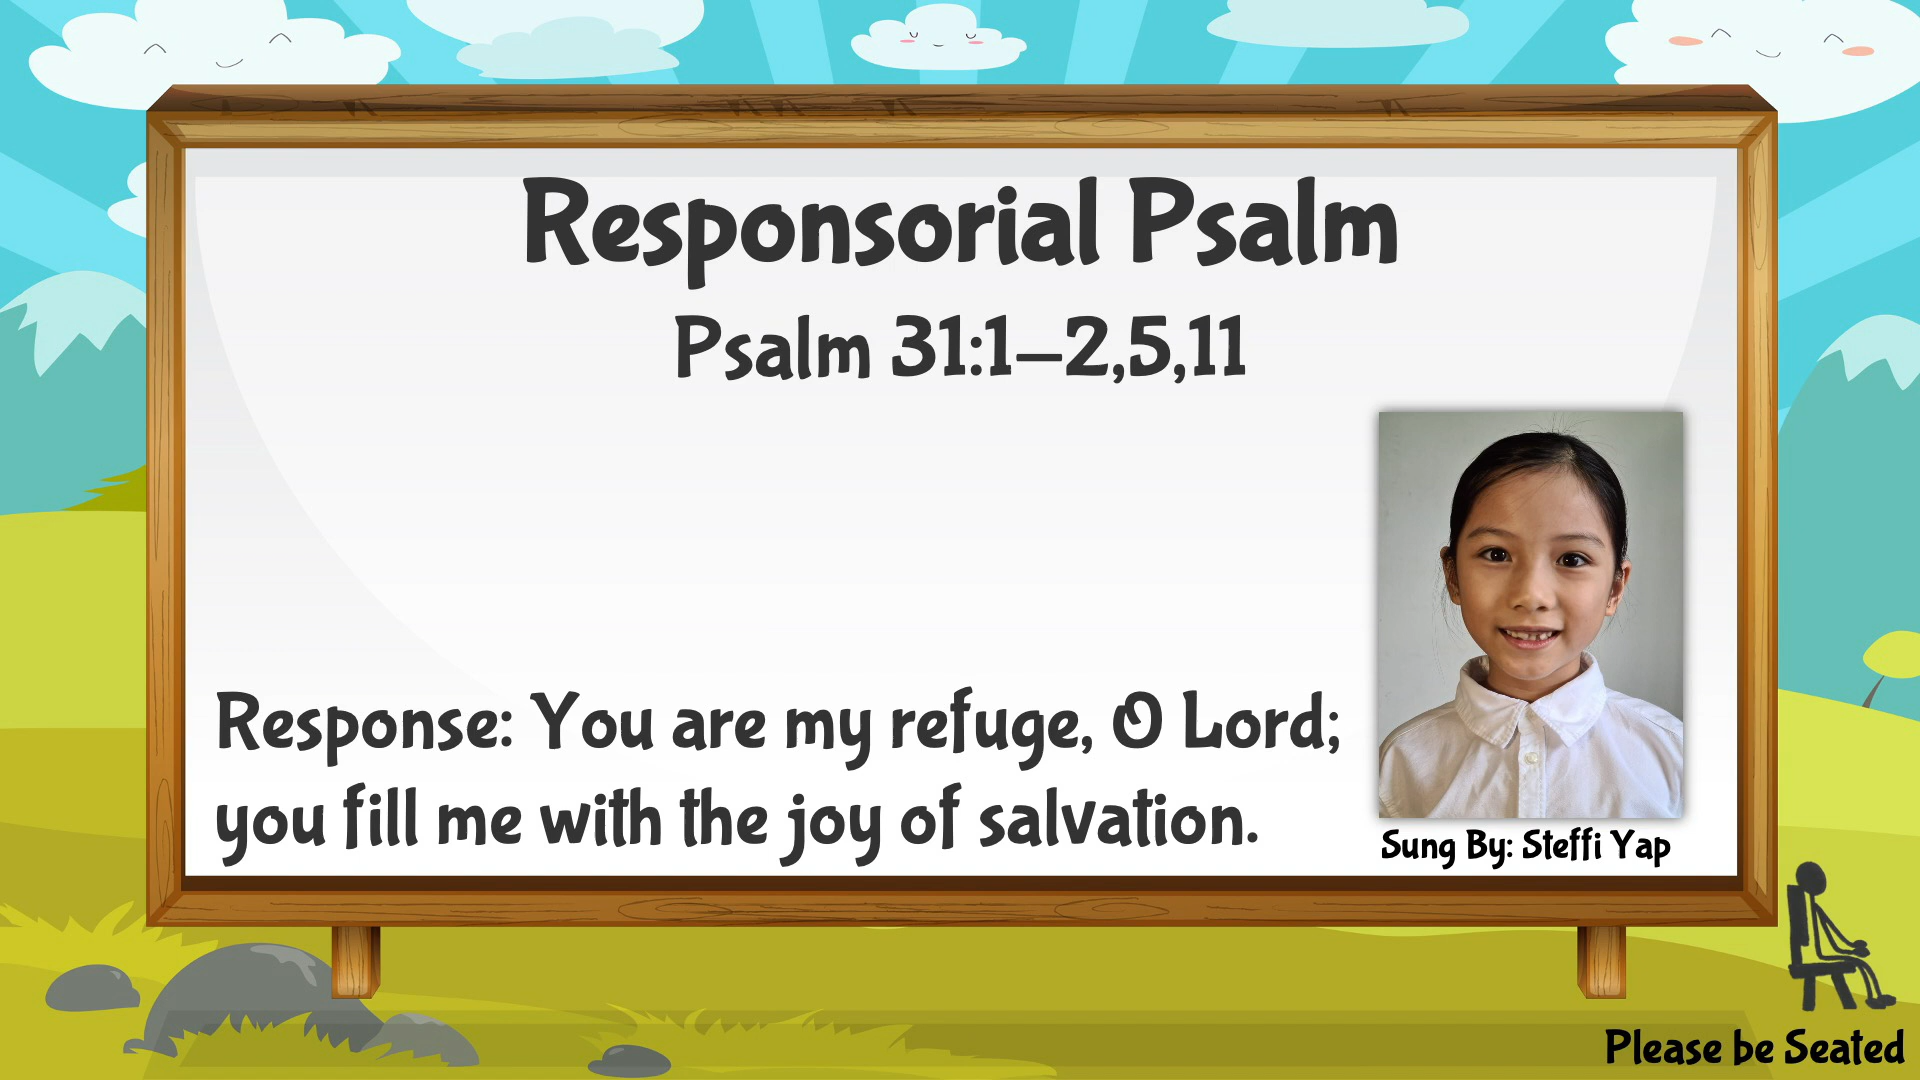 Responsorial Psalm
Psalm 31:1–2,5,11
Response: You are my refuge, O Lord;
you fill me with the joy of salvation.
Sung By: Steffi Yap
Please be Seated